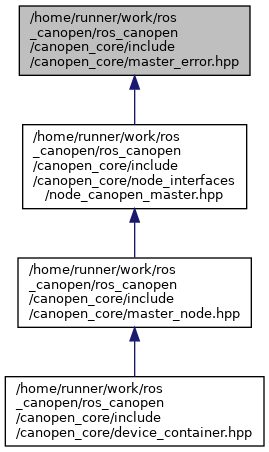 /home/runner/work/ros
_canopen/ros_canopen
/canopen_core/include
/canopen_core/master_error.hpp
/home/runner/work/ros
_canopen/ros_canopen
/canopen_core/include
/canopen_core/node_interfaces
/node_canopen_master.hpp
/home/runner/work/ros
_canopen/ros_canopen
/canopen_core/include
/canopen_core/master_node.hpp
/home/runner/work/ros
_canopen/ros_canopen
/canopen_core/include
/canopen_core/device_container.hpp